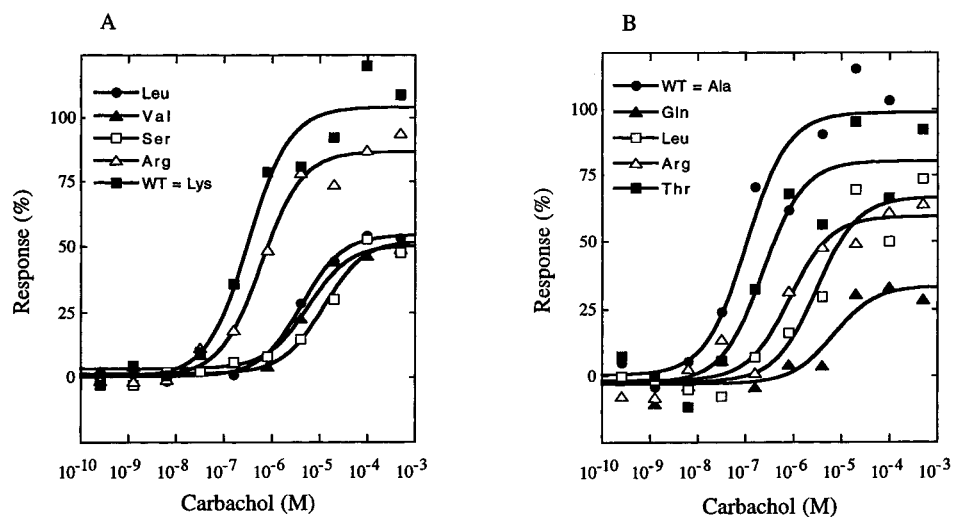 A
Leu
Val
Ser
Arg
WT = Lys
100
75
50
25
0
Response (%)
10-10 10-9 10-8 10-7 10-6 10-5 10-4 10-3
Carbachol (M)
B
WT = Ala
Gln
Leu
Arg
Thr
100
75
50
25
0
Response (%)
10-10 10-9 10-8 10-7 10-6 10-5 10-4 10-3
Carbachol (M)